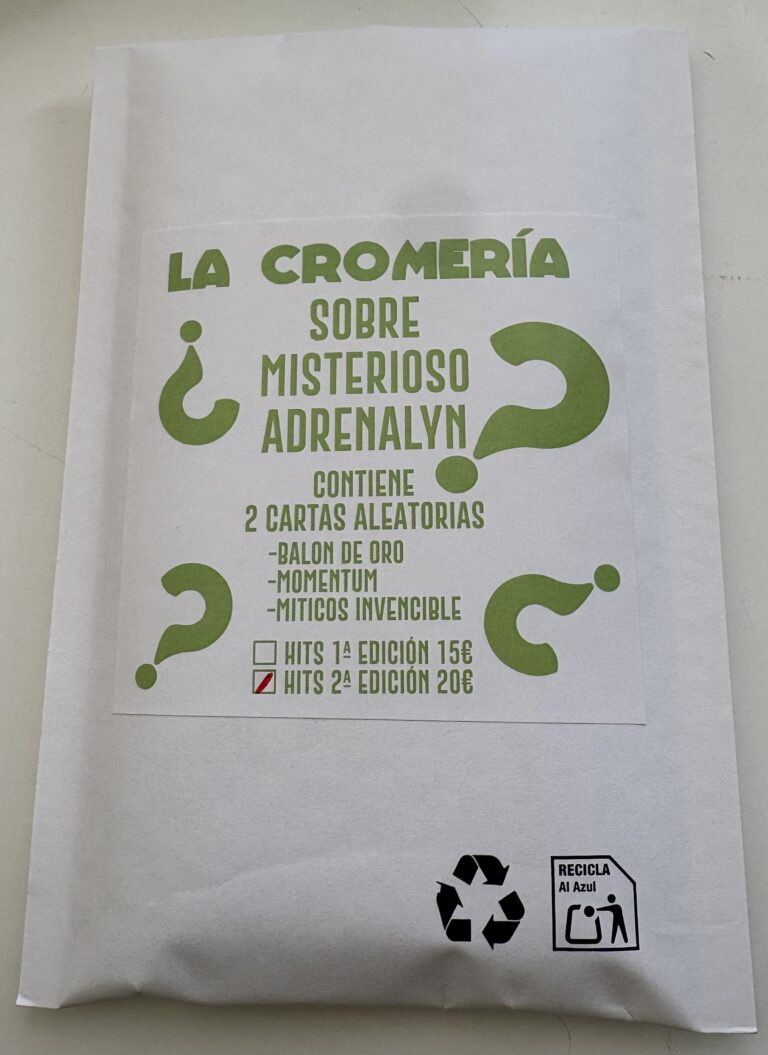 LA CROMERÍA
SOBRE
MISTERIOSO
ADRENALYN
CONTIENE
2 CARTAS ALEATORIAS
-BALON DE ORO
-MOMENTUM
-MITICOS INVENCIBLE
HITS 1ª EDICIÓN 15€
HITS 2ª EDICIÓN 20€
RECICLA
Al Azul